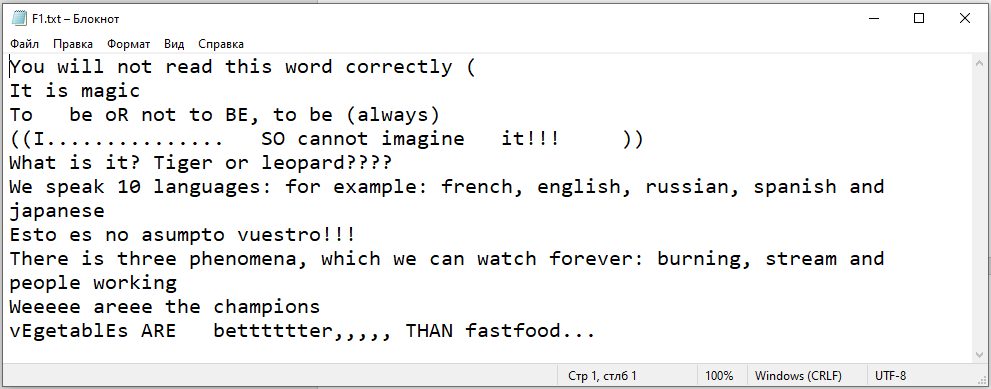 F1.txt – Блокнот
Файл Правка Формат Вид Справка
You will not read this word correctly (
It is magic
To   be oR not to BE, to be (always)
((I...............   SO cannot imagine   it!!!     ))
What is it? Tiger or leopard????
We speak 10 languages: for example: french, english, russian, spanish and
japanese
Esto es no asumpto vuestro!!!
There is three phenomena, which we can watch forever: burning, stream and
people working
Weeeee areee the champions
vEgetablEs ARE   betttttter,,,,, THAN fastfood...
Стр 1, стлб 1 100% Windows (CRLF) UTF-8